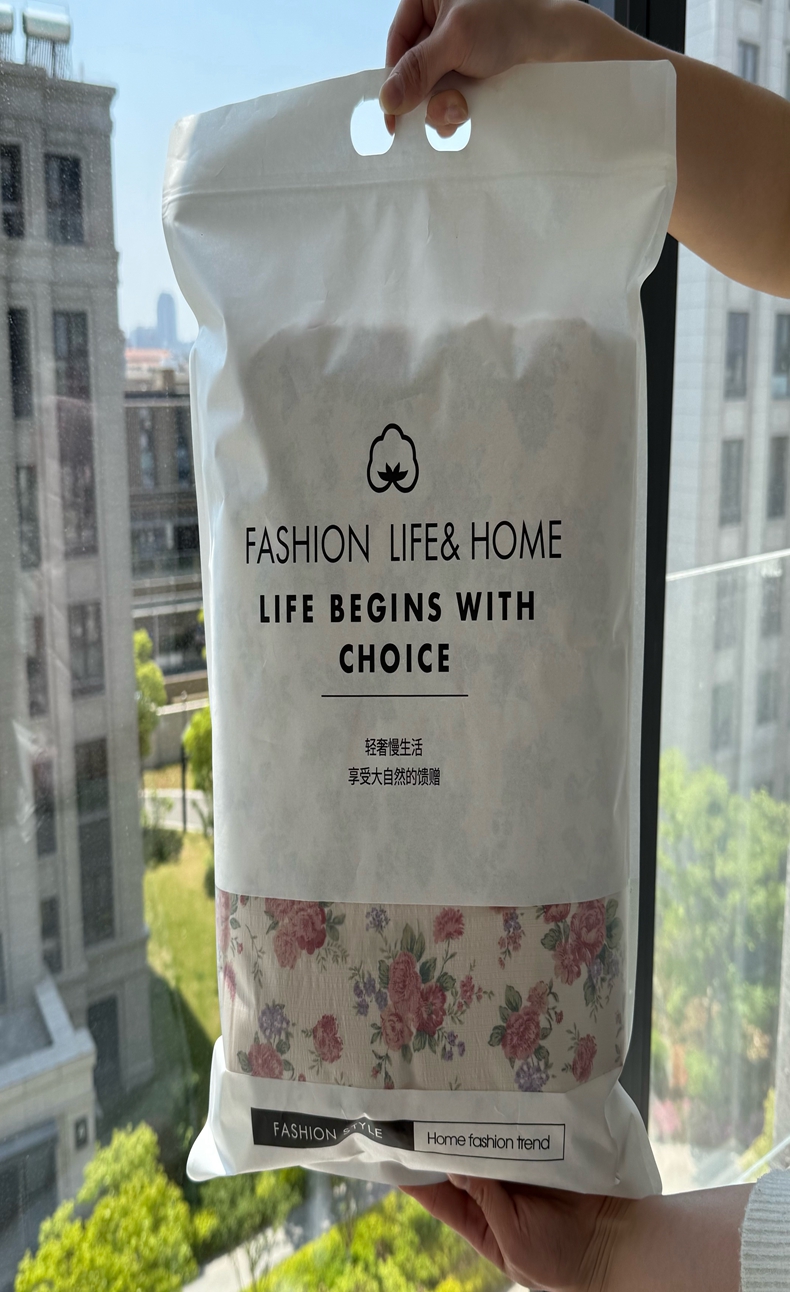 FASHION LIFE& HOME
LIFE BEGINS WITH
CHOICE
轻奢慢生活
享受大自然的馈赠
FASHION STYLE
Home fashion trend